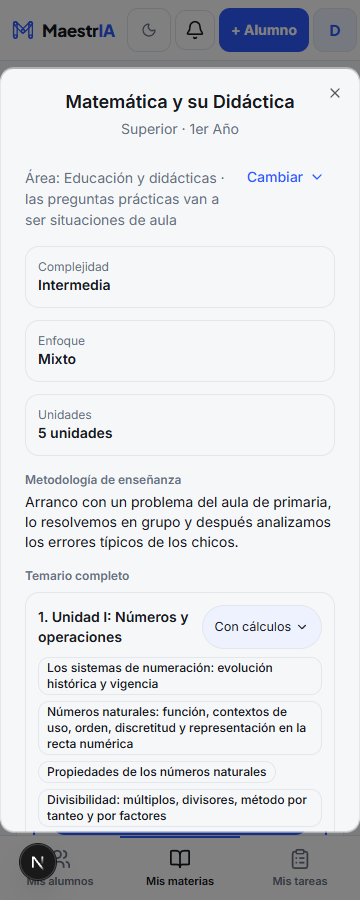 MaestrIA
+ Alumno
D
Matemática y su Didáctica
Superior · 1er Año
Área: Educación y didácticas ·
las preguntas prácticas van a
ser situaciones de aula
Cambiar
Complejidad
Intermedia
Enfoque
Mixto
Unidades
5 unidades
Metodología de enseñanza
Arranco con un problema del aula de primaria,
lo resolvemos en grupo y después analizamos
los errores típicos de los chicos.
Temario completo
1. Unidad I: Números y
operaciones
Con cálculos
Los sistemas de numeración: evolución
histórica y vigencia
Números naturales: función, contextos de
uso, orden, discretitud y representación en la
recta numérica
Propiedades de los números naturales
Divisibilidad: múltiplos, divisores, método por
tanteo y por factores
N
Mis alumnos
Mis materias
Mis tareas